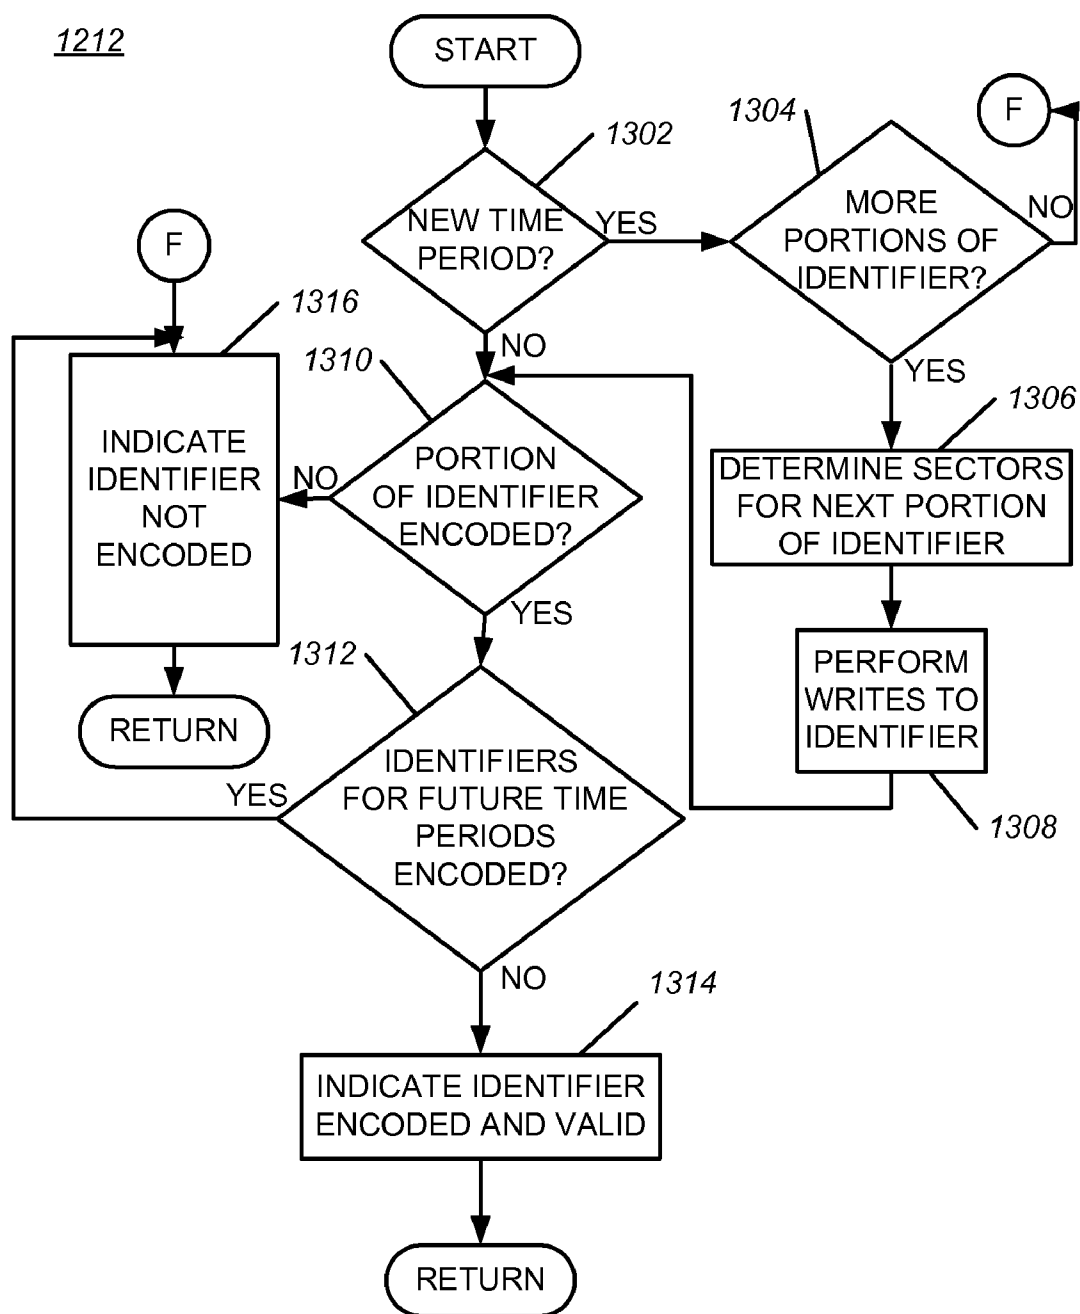 1212
START
1302
NEW TIME
PERIOD?
YES
NO
1304
MORE
PORTIONS OF
IDENTIFIER?
NO
F
YES
1306
DETERMINE SECTORS
FOR NEXT PORTION
OF IDENTIFIER
PERFORM
WRITES TO
IDENTIFIER
1308
F
1316
INDICATE
IDENTIFIER
NOT
ENCODED
RETURN
1310
PORTION
OF IDENTIFIER
ENCODED?
NO
YES
1312
IDENTIFIERS
FOR FUTURE TIME
PERIODS
ENCODED?
YES
NO
1314
INDICATE IDENTIFIER
ENCODED AND VALID
RETURN